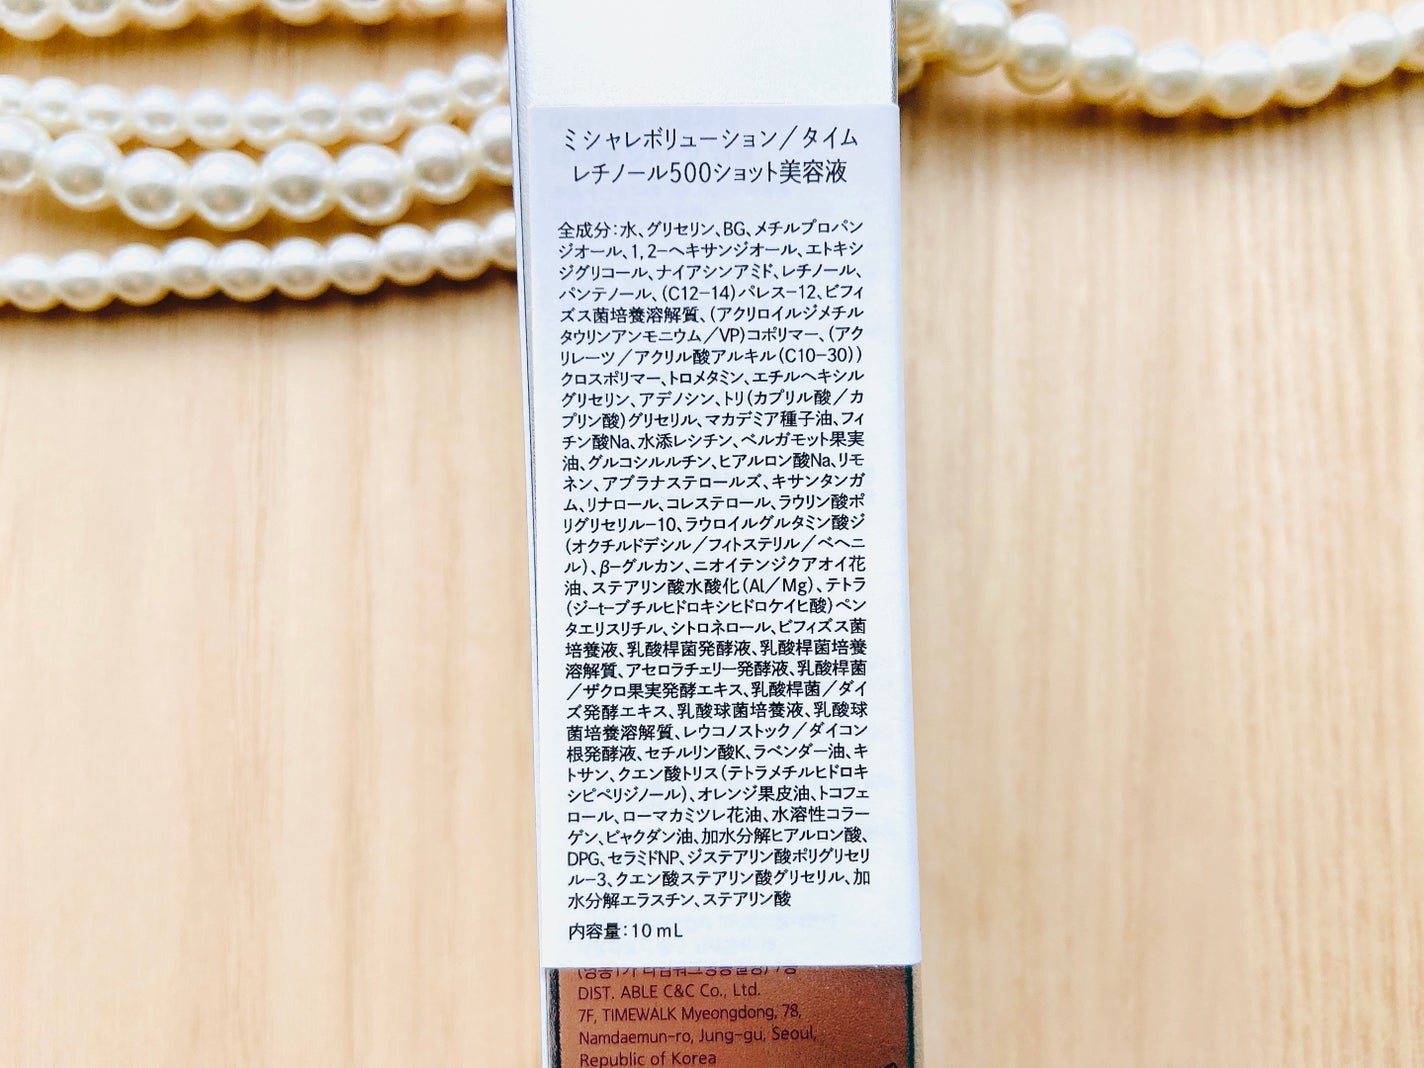 ミシャレボリューション／タイム
レチノール500ショット美容液
全成分：水、グリセリン、BG、メチルプロパン
ジオール、1,2-ヘキサンジオール、エトキシ
ジグリコール、ナイアシンアミド、レチノール、
パンテノール、(C12-14)パレス-12、ビフィ
ズス菌培養溶解質、(アクリロイルジメチル
タウリンアンモニウム／VP)コポリマー、(アク
リレーツ／アクリル酸アルキル(C10-30))
クロスポリマー、トロメタミン、エチルヘキシル
グリセリン、アデノシン、トリ(カプリル酸／カ
プリン酸)グリセリル、マカデミア種子油、フィ
チン酸Na、水添レシチン、ベルガモット果実
油、グルコシルルチン、ヒアルロン酸Na、リモ
ネン、アブラナステロールズ、キサンタンガ
ム、リナロール、コレステロール、ラウリン酸ポ
リグリセリル-10、ラウロイルグルタミン酸ジ
(オクチルドデシル／フィトステリル／ベヘニ
ル)、β-グルカン、ニオイテンジクアオイ花
油、ステアリン酸水酸化(Al／Mg)、テトラ
(ジ-t-ブチルヒドロキシヒドロケイヒ酸)ペン
タエリスリチル、シトロネロール、ビフィズス菌
培養液、乳酸桿菌発酵液、乳酸桿菌培養
溶解質、アセロラチェリー発酵液、乳酸桿菌
／ザクロ果実発酵エキス、乳酸桿菌／ダイ
ズ発酵エキス、乳酸球菌培養液、乳酸球
菌培養溶解質、レウコノストック／ダイコン
根発酵液、セチルリン酸K、ラベンダー油、キ
トサン、クエン酸トリス(テトラメチルヒドロキ
シピペリジノール)、オレンジ果皮油、トコフェ
ロール、ローマカミツレ花油、水溶性コラー
ゲン、ビャクダン油、加水分解ヒアルロン酸、
DPG、セラミドNP、ジステアリン酸ポリグリセリ
ル-3、クエン酸ステアリン酸グリセリル、加
水分解エラスチン、ステアリン酸
内容量：10 mL
DIST. ABLE C&C Co., Ltd.
7F, TIMEWALK Myeongdong, 78,
Namdaemun-ro, Jung-gu, Seoul,
Republic of Korea